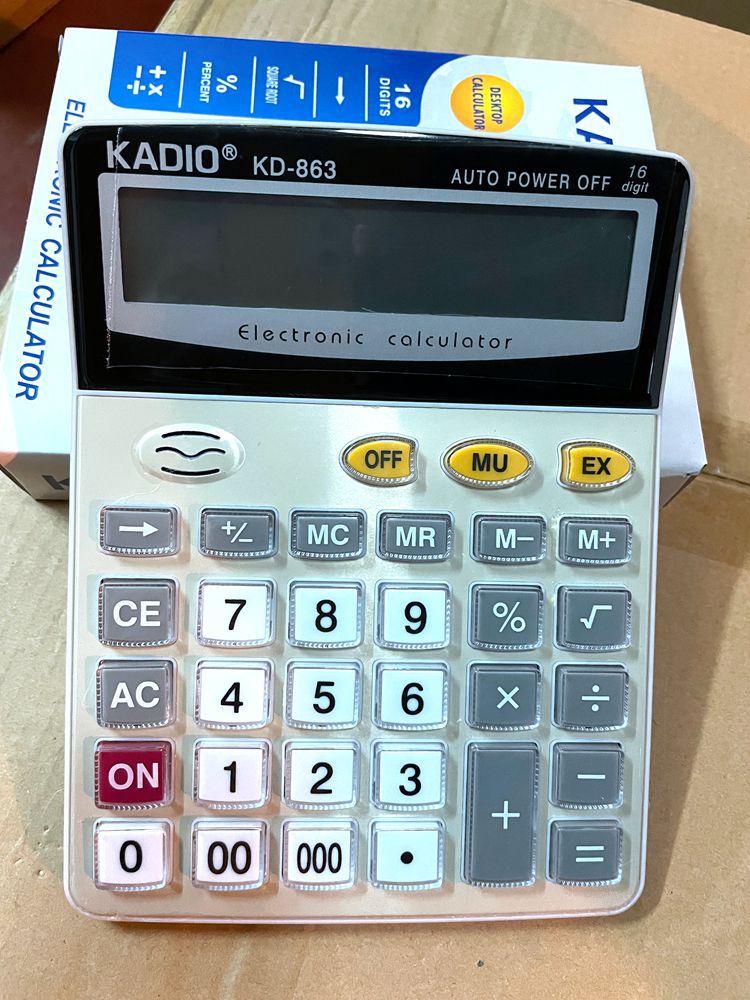 + ×
- ÷
%
PERCENT
√
SQUARE ROOT
→
16
DIGITS
DESKTOP
CALCULATOR
KA
CALCULATOR
KADIO® KD-863
AUTO POWER OFF 16 digit
Electronic calculator
OFF MU EX
→ +/- MC MR M- M+
CE 7 8 9 % √
AC 4 5 6 × ÷
ON 1 2 3 + -
0 00 000 • =